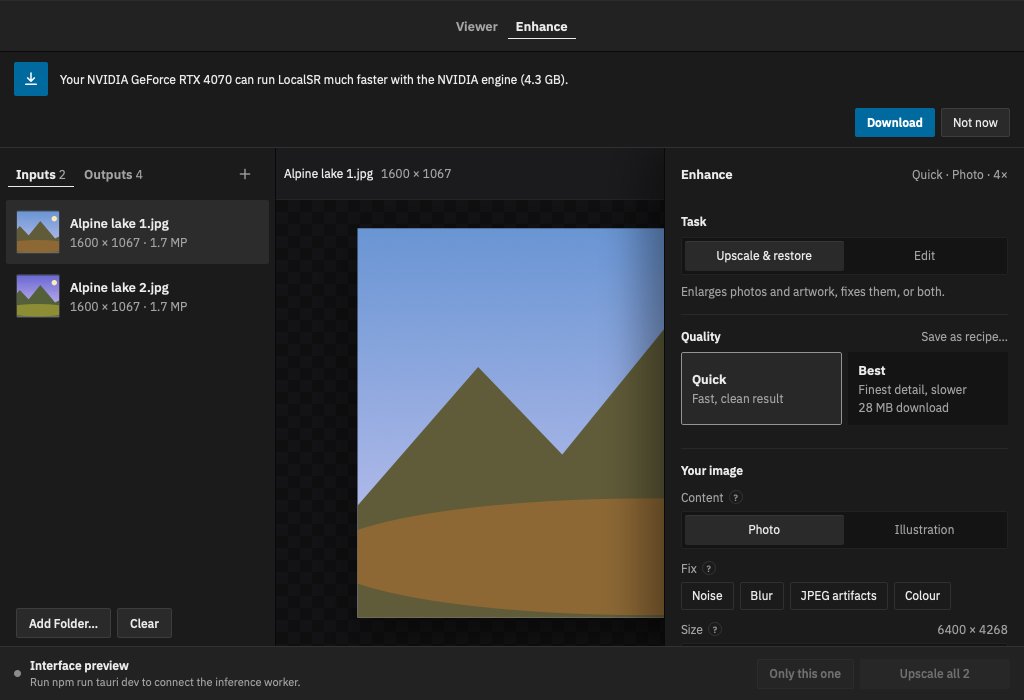 Viewer Enhance
Your NVIDIA GeForce RTX 4070 can run LocalSR much faster with the NVIDIA engine (4.3 GB).
Download Not now
Inputs 2 Outputs 4 +
Alpine lake 1.jpg
1600 × 1067 · 1.7 MP
Alpine lake 2.jpg
1600 × 1067 · 1.7 MP
Add Folder... Clear
Alpine lake 1.jpg 1600 × 1067
Enhance Quick · Photo · 4×
Task
Upscale & restore Edit
Enlarges photos and artwork, fixes them, or both.
Quality Save as recipe...
Quick
Fast, clean result
Best
Finest detail, slower
28 MB download
Your image
Content ?
Photo Illustration
Fix ?
Noise Blur JPEG artifacts Colour
Size ? 6400 × 4268
Interface preview
Run npm run tauri dev to connect the inference worker.
Only this one Upscale all 2